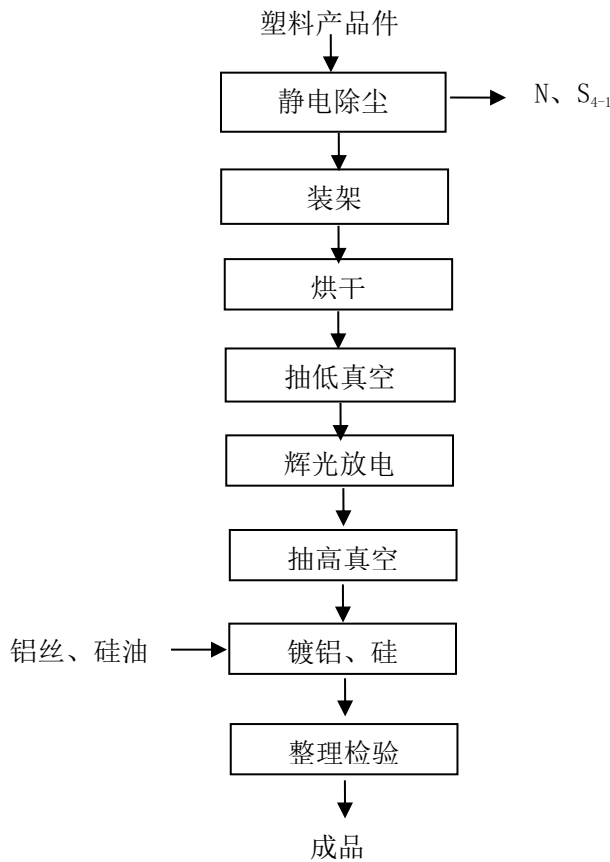 塑料产品件
静电除尘
N、S4-1
装架
烘干
抽低真空
辉光放电
抽高真空
铝丝、硅油
镀铝、硅
整理检验
成品